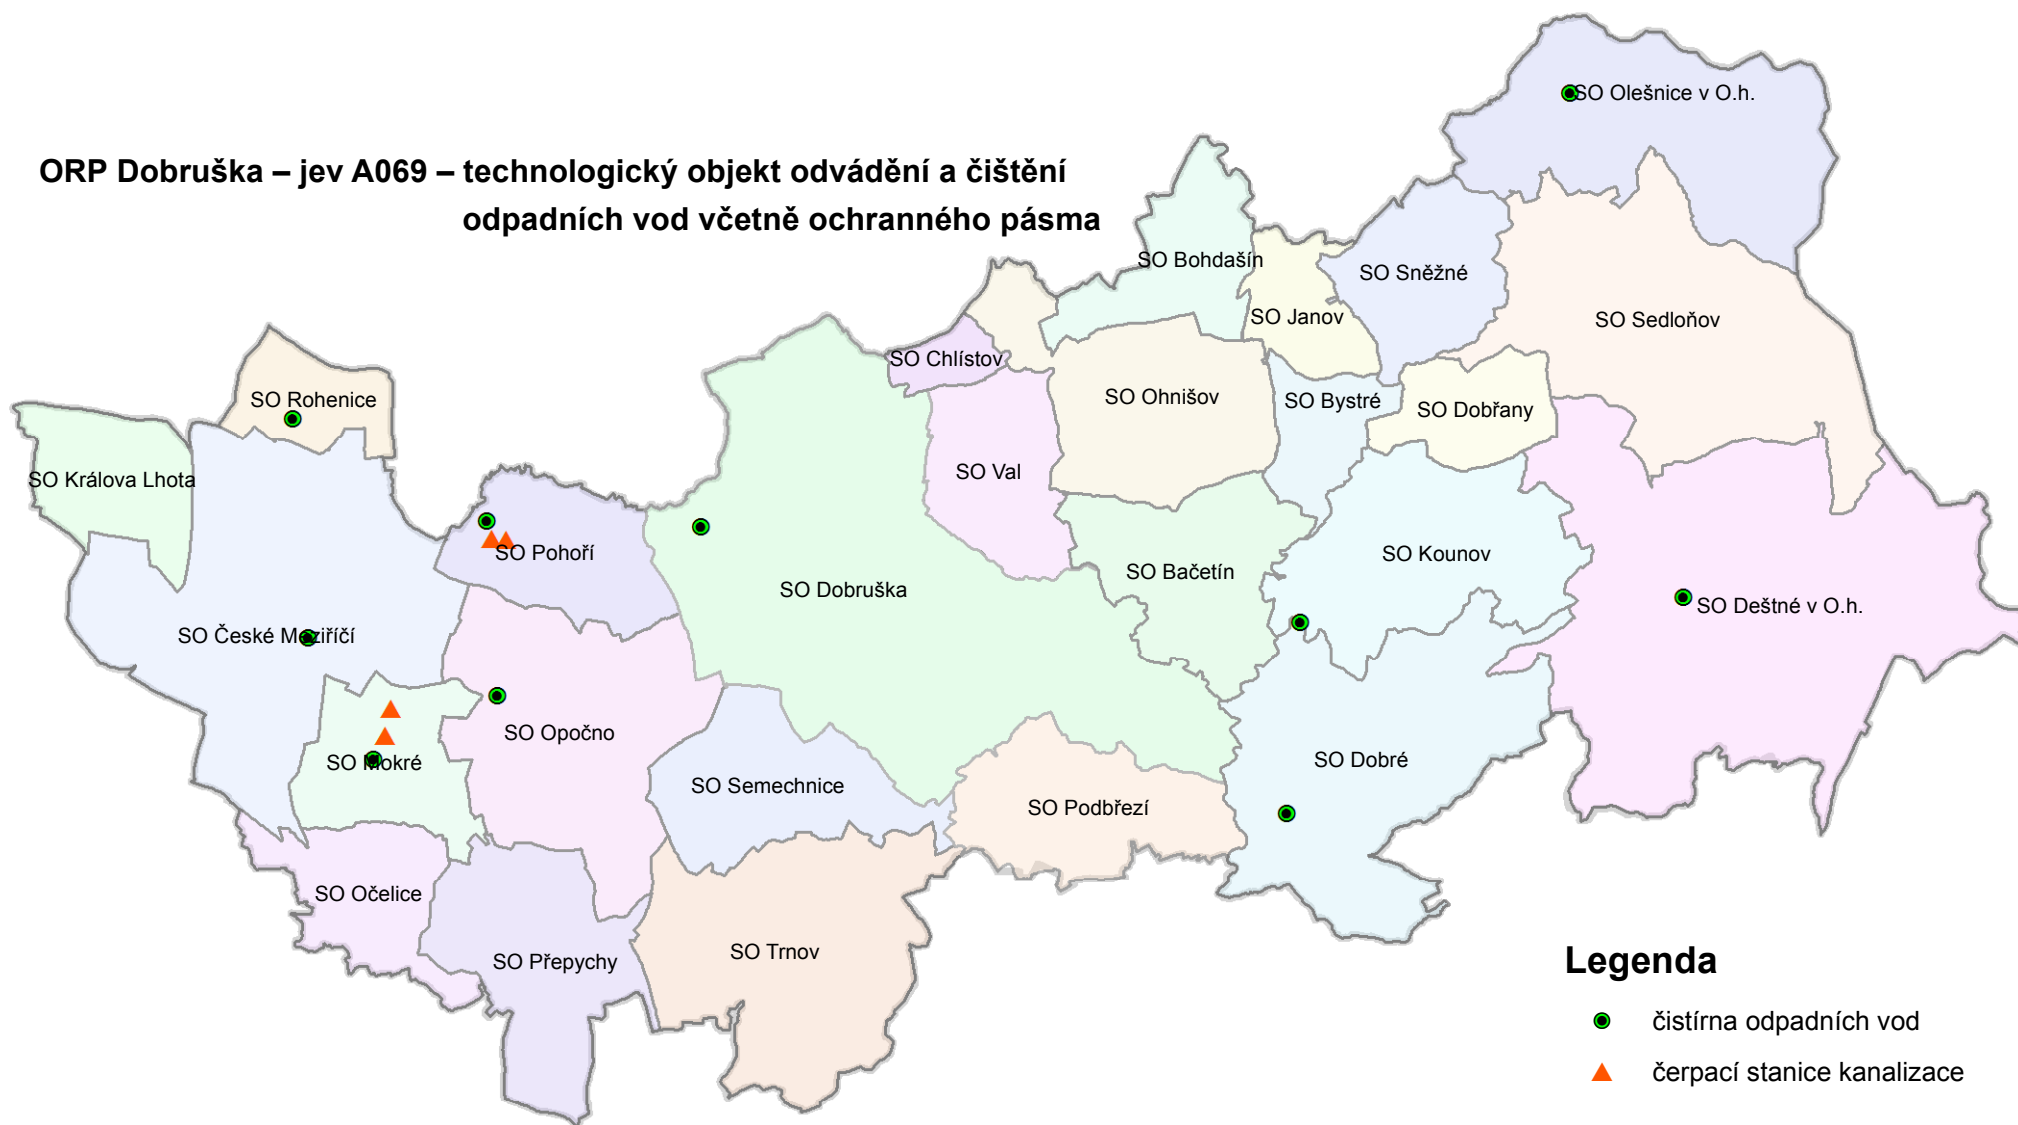 ORP Dobruška – jev A069 – technologický objekt odvádění a čištění
odpadních vod včetně ochranného pásma
SO Olešnice v O.h.
SO Bohdašín
SO Sněžné
SO Janov
SO Sedloňov
SO Chlístov
SO Rohenice
SO Ohnišov
SO Bystré
SO Dobřany
SO Králova Lhota
SO Val
SO Pohoří
SO Kounov
SO Bačetín
SO Dobruška
SO Deštné v O.h.
SO České Meziříčí
SO Opočno
SO Mokré
SO Dobré
SO Semechnice
SO Podbřezí
SO Očelice
SO Trnov
SO Přepychy
Legenda
čistírna odpadních vod
čerpací stanice kanalizace